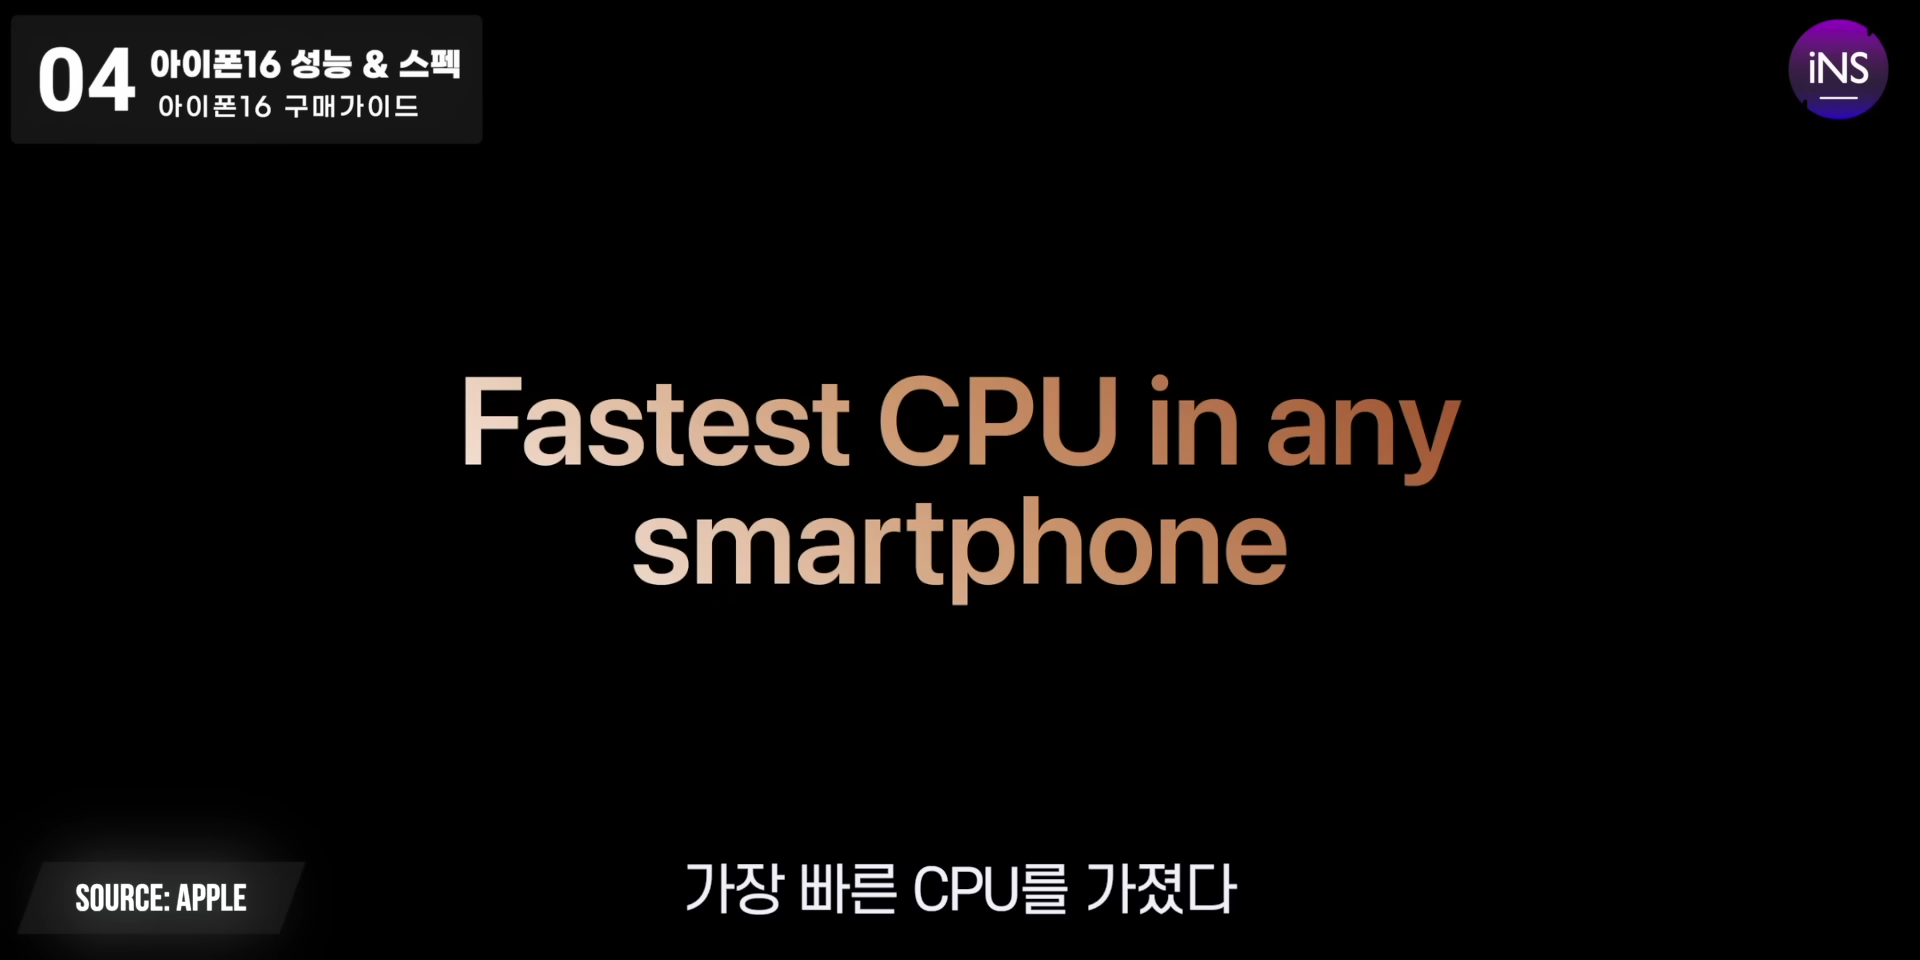 04
아이폰16 성능 & 스펙
아이폰16 구매가이드
iNS
Fastest CPU in any
smartphone
SOURCE: APPLE
가장 빠른 CPU를 가졌다